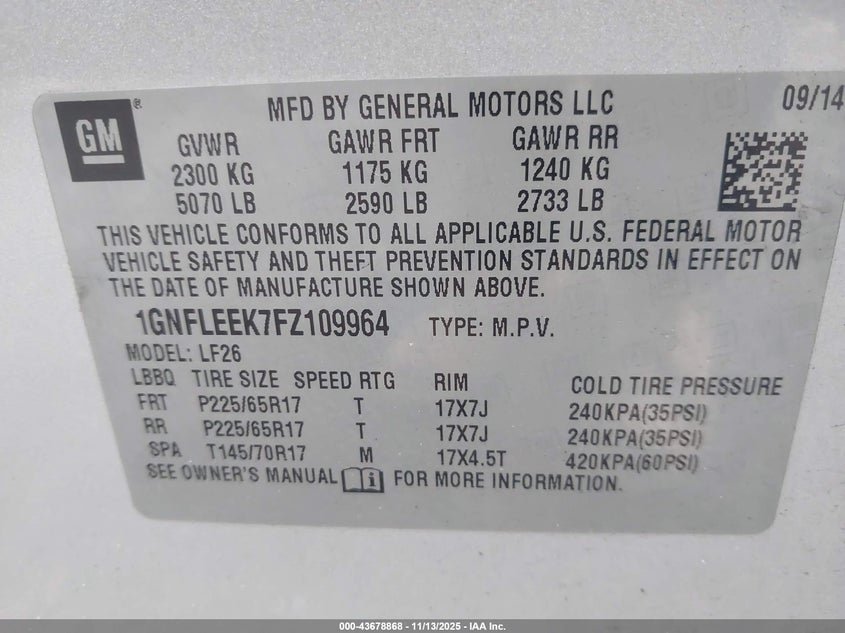 GM ®
MFD BY GENERAL MOTORS LLC 09/14
GVWR GAWR FRT GAWR RR
2300 KG 1175 KG 1240 KG
5070 LB 2590 LB 2733 LB
THIS VEHICLE CONFORMS TO ALL APPLICABLE U.S. FEDERAL MOTOR
VEHICLE SAFETY AND THEFT PREVENTION STANDARDS IN EFFECT ON
THE DATE OF MANUFACTURE SHOWN ABOVE.
1GNFLEEK7FZ109964 TYPE: M.P.V.
MODEL: LF26
LBBQ TIRE SIZE SPEED RTG RIM COLD TIRE PRESSURE
FRT P225/65R17 T 17X7J 240KPA(35PSI)
RR P225/65R17 T 17X7J 240KPA(35PSI)
SPA T145/70R17 M 17X4.5T 420KPA(60PSI)
SEE OWNER'S MANUAL i FOR MORE INFORMATION.
000-43678868 - 11/13/2025 - IAA Inc.